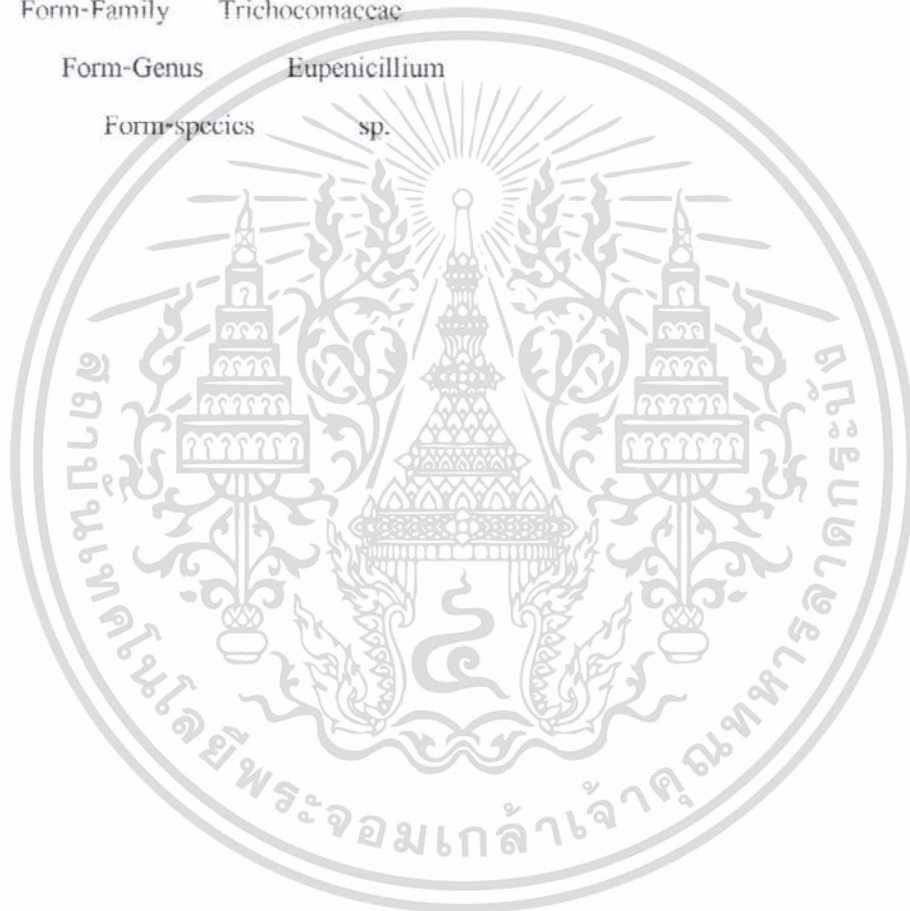 Form-Family Trichocomaceae
Form-Genus Eupenicillium
Form-species sp.
สถาบันเทคโนโลยีพระจอมเกล้าเจ้าคุณทหารลาดกระบัง
๔